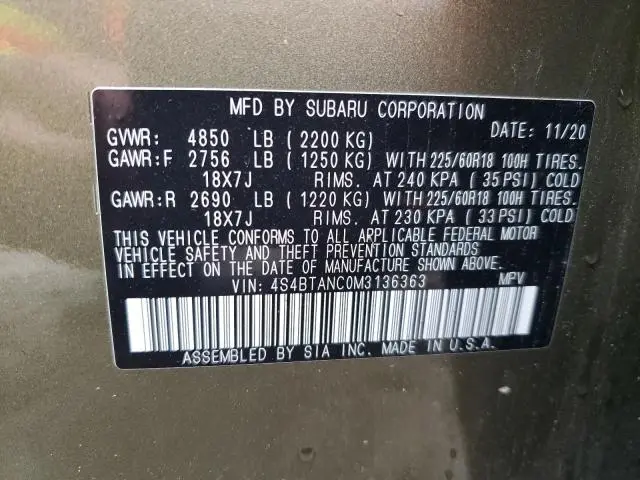 MFD BY SUBARU CORPORATION
DATE: 11/20
GVWR: 4850 LB (2200 KG)
GAWR:F 2756 LB (1250 KG) WITH 225/60R18 100H TIRES.
18X7J RIMS. AT 240 KPA (35 PSI) COLD
GAWR:R 2690 LB (1220 KG) WITH 225/60R18 100H TIRES.
18X7J RIMS. AT 230 KPA (33 PSI) COLD
THIS VEHICLE CONFORMS TO ALL APPLICABLE FEDERAL MOTOR
VEHICLE SAFETY AND THEFT PREVENTION STANDARDS
IN EFFECT ON THE DATE OF MANUFACTURE SHOWN ABOVE.
VIN: 4S4BTANC0M3136363 MPV
ASSEMBLED BY SIA INC. MADE IN U.S.A.